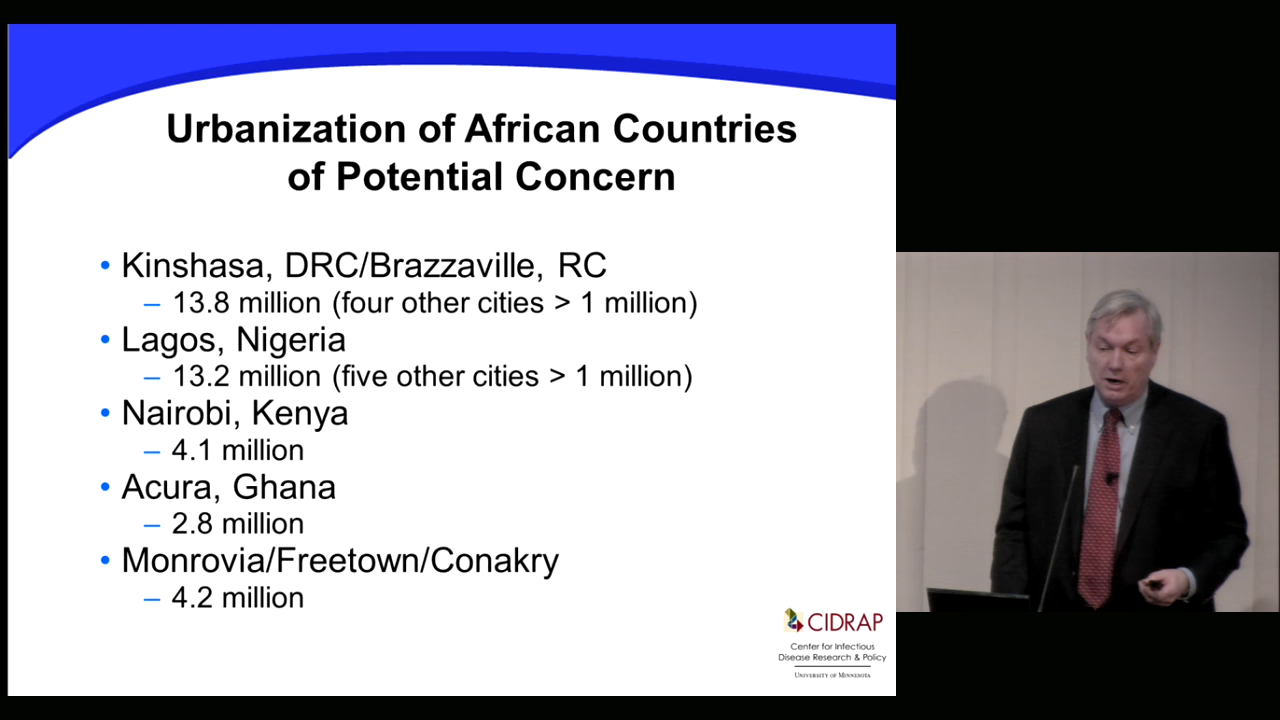 Urbanization of African Countries
of Potential Concern
• Kinshasa, DRC/Brazzaville, RC
– 13.8 million (four other cities > 1 million)
• Lagos, Nigeria
– 13.2 million (five other cities > 1 million)
• Nairobi, Kenya
– 4.1 million
• Acura, Ghana
– 2.8 million
• Monrovia/Freetown/Conakry
– 4.2 million
CIDRAP
Center for Infectious
Disease Research & Policy
University of Minnesota